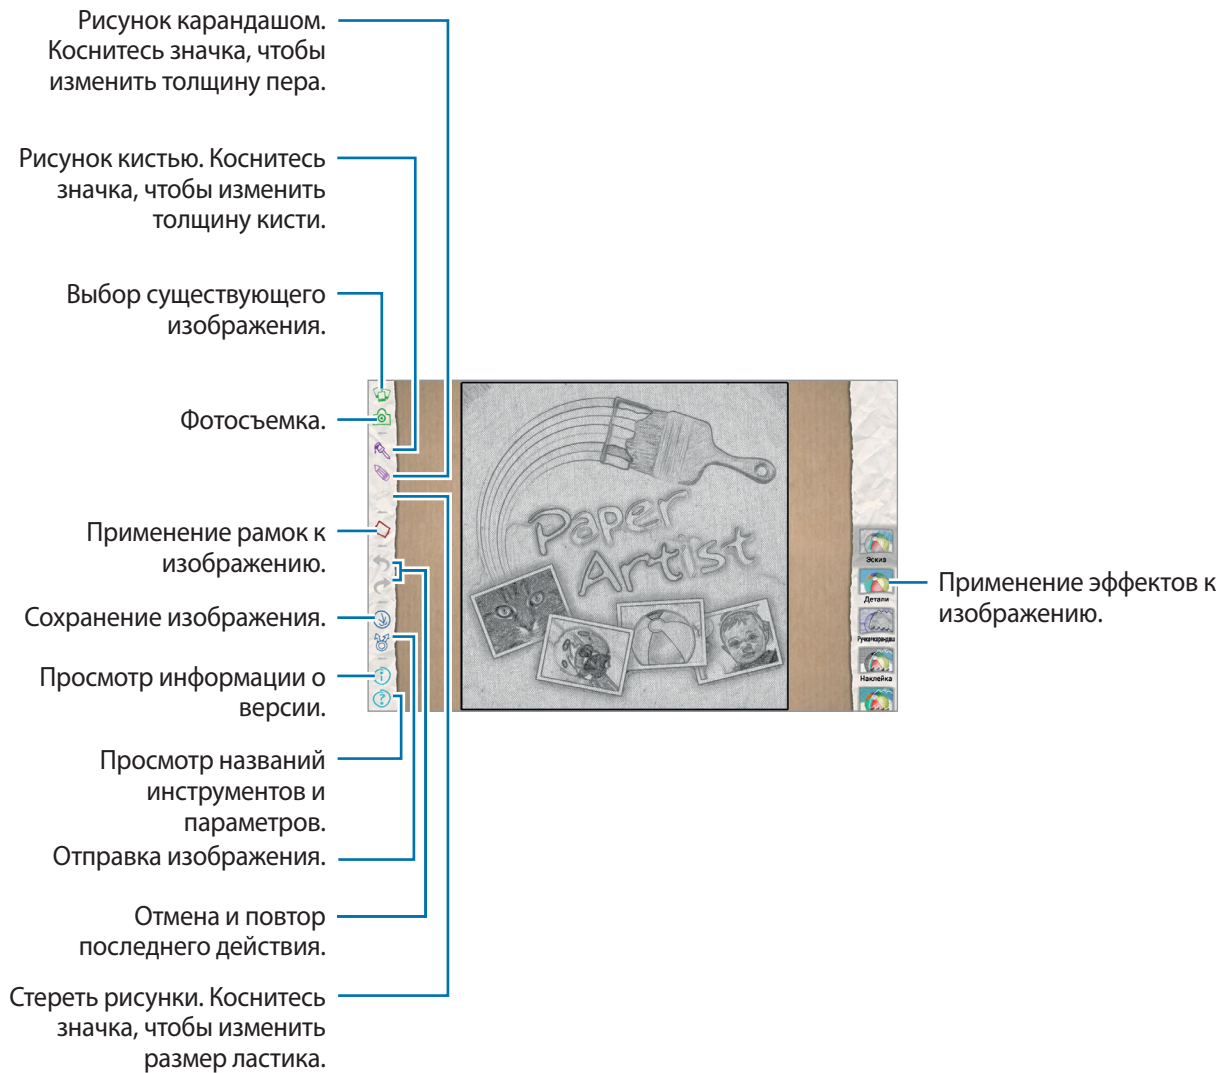 Рисунок карандашом.
Коснитесь значка, чтобы
изменить толщину пера.
Рисунок кистью. Коснитесь
значка, чтобы изменить
толщину кисти.
Выбор существующего
изображения.
Фотосъемка.
Применение рамок к
изображению.
Сохранение изображения.
Просмотр информации о
версии.
Просмотр названий
инструментов и
параметров.
Отправка изображения.
Отмена и повтор
последнего действия.
Стереть рисунки. Коснитесь
значка, чтобы изменить
размер ластика.
Paper
Artist
Эскиз
Детали
Ручка+каранда
Наклейка
Применение эффектов к
изображению.